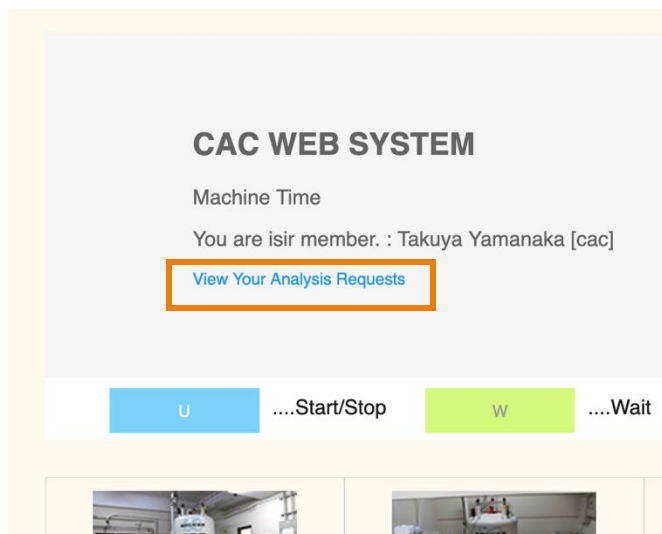 CAC WEB SYSTEM
Machine Time
You are isir member. : Takuya Yamanaka [cac]
View Your Analysis Requests
U ....Start/Stop W ....Wait